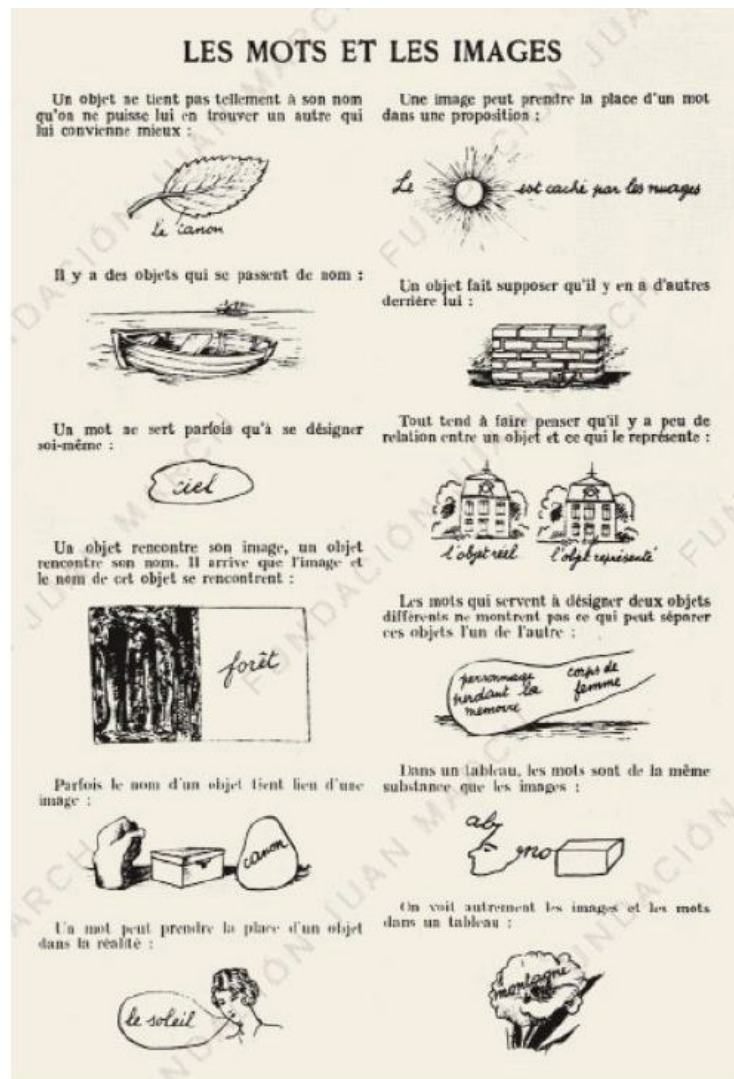 LES MOTS ET LES IMAGES
Un objet ne tient pas tellement à son nom
qu'on ne puisse lui en trouver un autre qui
lui convienne mieux :
le canon
Il y a des objets qui se passent de nom :
Un mot ne sert parfois qu'à se désigner
soi-même :
ciel
Un objet rencontre son image, un objet
rencontre son nom. Il arrive que l'image et
le nom de cet objet se rencontrent :
forêt
Parfois le nom d'un objet tient lieu d'une
image :
canon
Un mot peut prendre la place d'un objet
dans la réalité :
le soleil
Une image peut prendre la place d'un mot
dans une proposition :
Le est caché par les nuages
Un objet fait supposer qu'il y en a d'autres
derrière lui :
Tout tend à faire penser qu'il y a peu de
relation entre un objet et ce qui le représente :
l'objet réel l'objet représenté
Les mots qui servent à désigner deux objets
différents ne montrent pas ce qui peut séparer
ces objets l'un de l'autre :
personnage
perdant la
mémoire
corps de
femme
Dans un tableau, les mots sont de la même
substance que les images :
On voit autrement les images et les mots
dans un tableau :
montagne
FUNDACIÓN JUAN MARCH